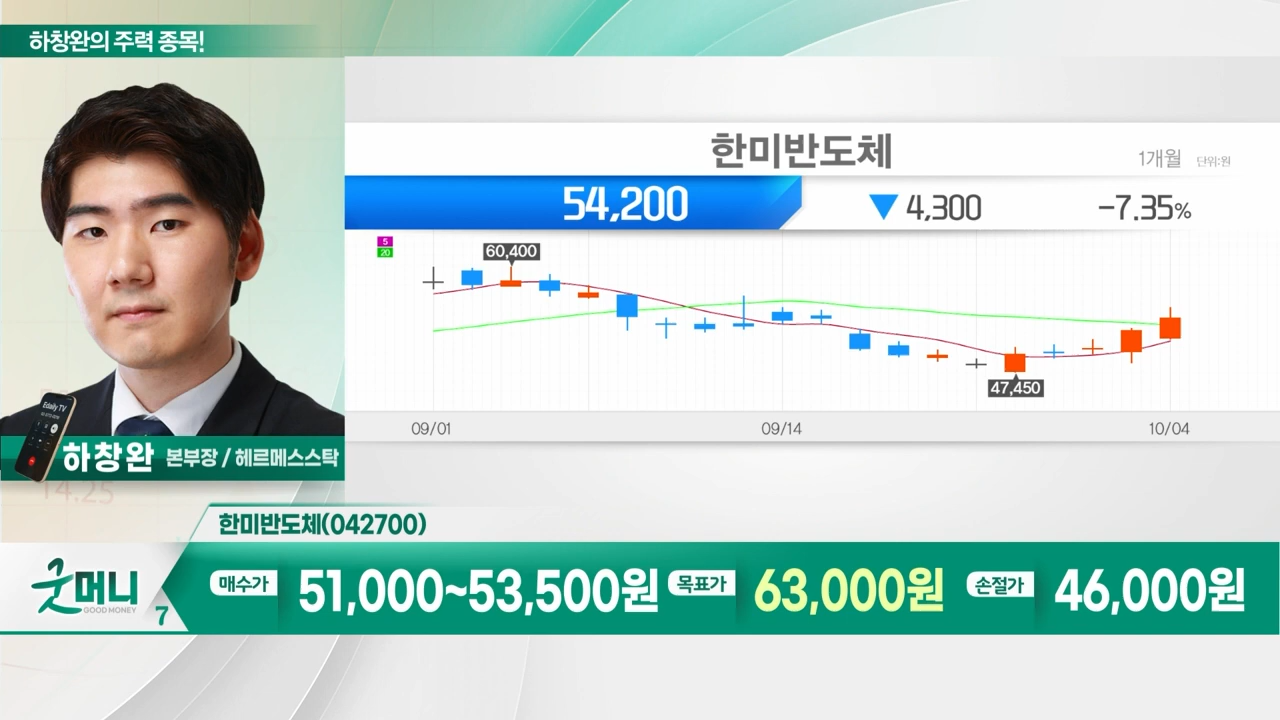 하창완의 주력 종목!
한미반도체
1개월 단위:원
54,200 ▼4,300 -7.35%
5
20
60,400
47,450
09/01 09/14 10/04
Edaily TV
하창완 본부장 / 헤르메스스탁
14.25
한미반도체(042700)
굿머니
GOOD MONEY
7
매수가 51,000~53,500원 목표가 63,000원 손절가 46,000원